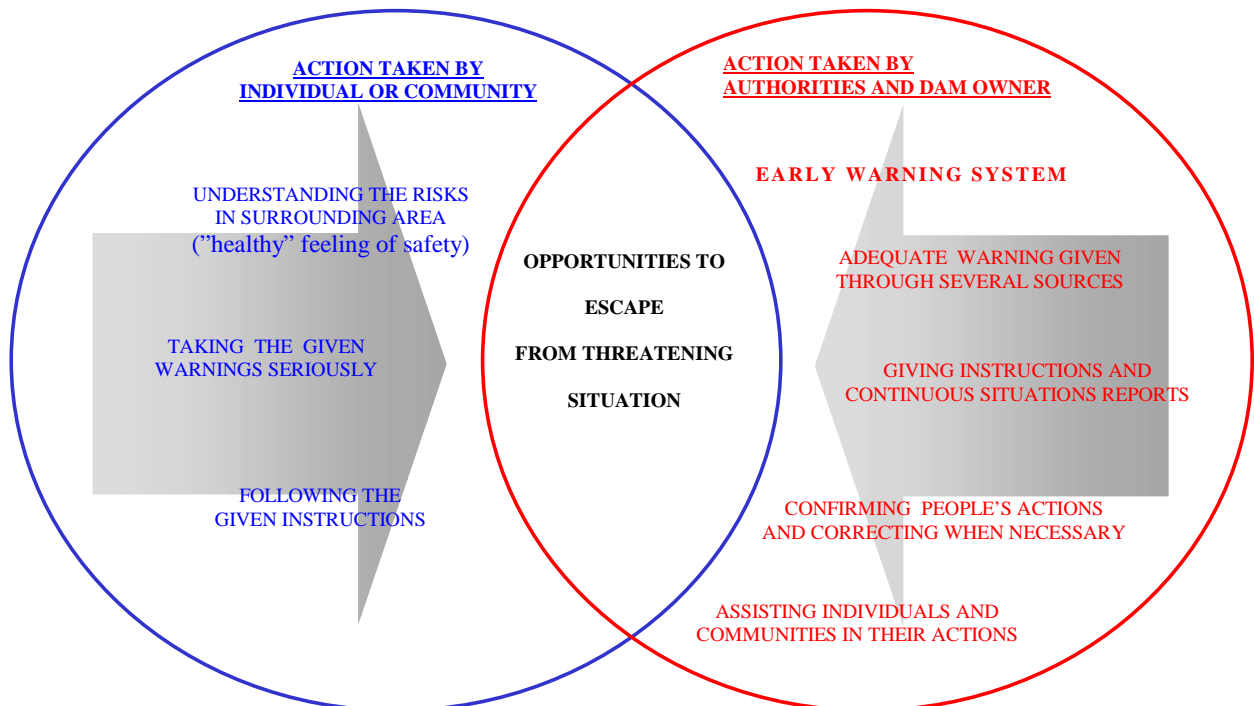 ACTION TAKEN BY
INDIVIDUAL OR COMMUNITY
UNDERSTANDING THE RISKS
IN SURROUNDING AREA
(”healthy” feeling of safety)
TAKING THE GIVEN
WARNINGS SERIOUSLY
FOLLOWING THE
GIVEN INSTRUCTIONS
OPPORTUNITIES TO
ESCAPE
FROM THREATENING
SITUATION
ACTION TAKEN BY
AUTHORITIES AND DAM OWNER
EARLY WARNING SYSTEM
ADEQUATE WARNING GIVEN
THROUGH SEVERAL SOURCES
GIVING INSTRUCTIONS AND
CONTINUOUS SITUATIONS REPORTS
CONFIRMING PEOPLE’S ACTIONS
AND CORRECTING WHEN NECESSARY
ASSISTING INDIVIDUALS AND
COMMUNITIES IN THEIR ACTIONS